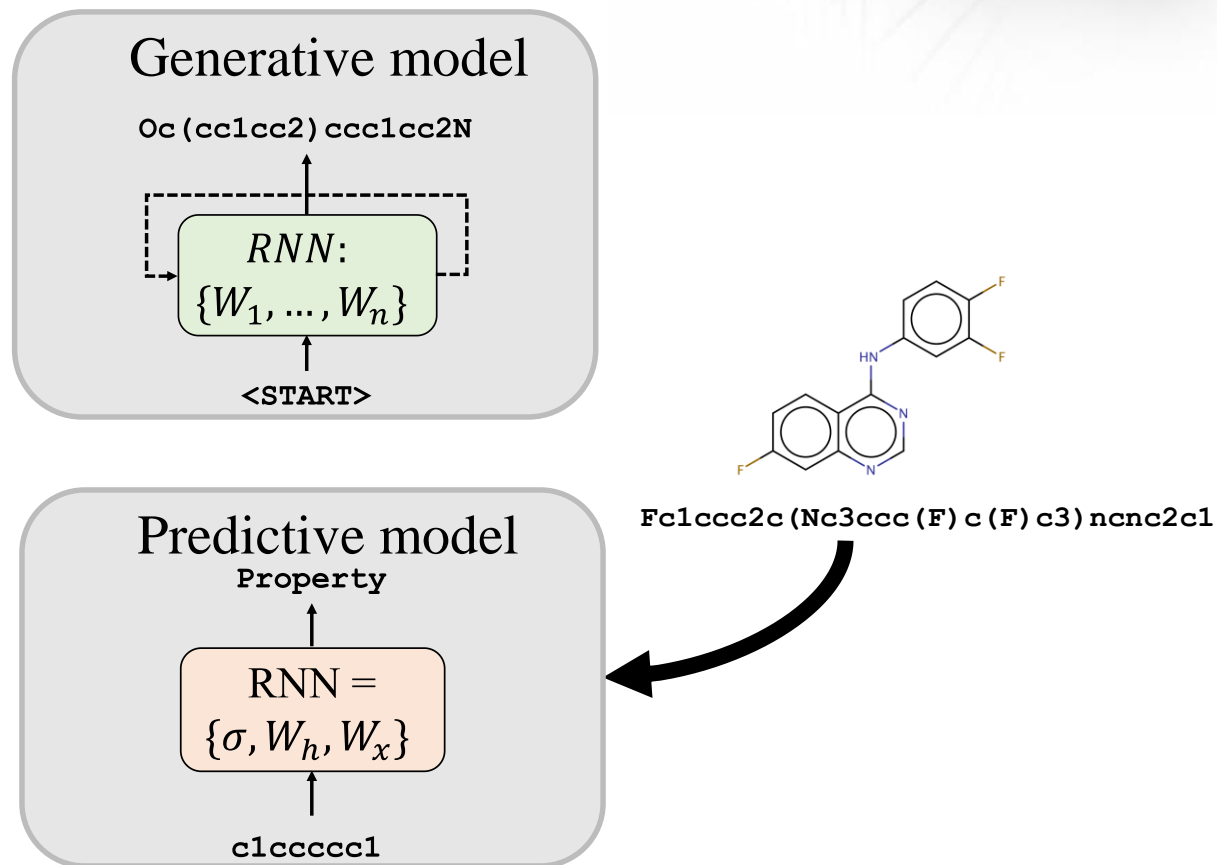 Generative model
Oc(cc1cc2)ccc1cc2N
RNN:
{W₁, ..., Wₙ}
<START>
F
F
HN
N
N
F
Fc1ccc2c(Nc3ccc(F)c(F)c3)ncnc2c1
Predictive model
Property
RNN =
{σ, Wₕ, Wₓ}
c1ccccc1